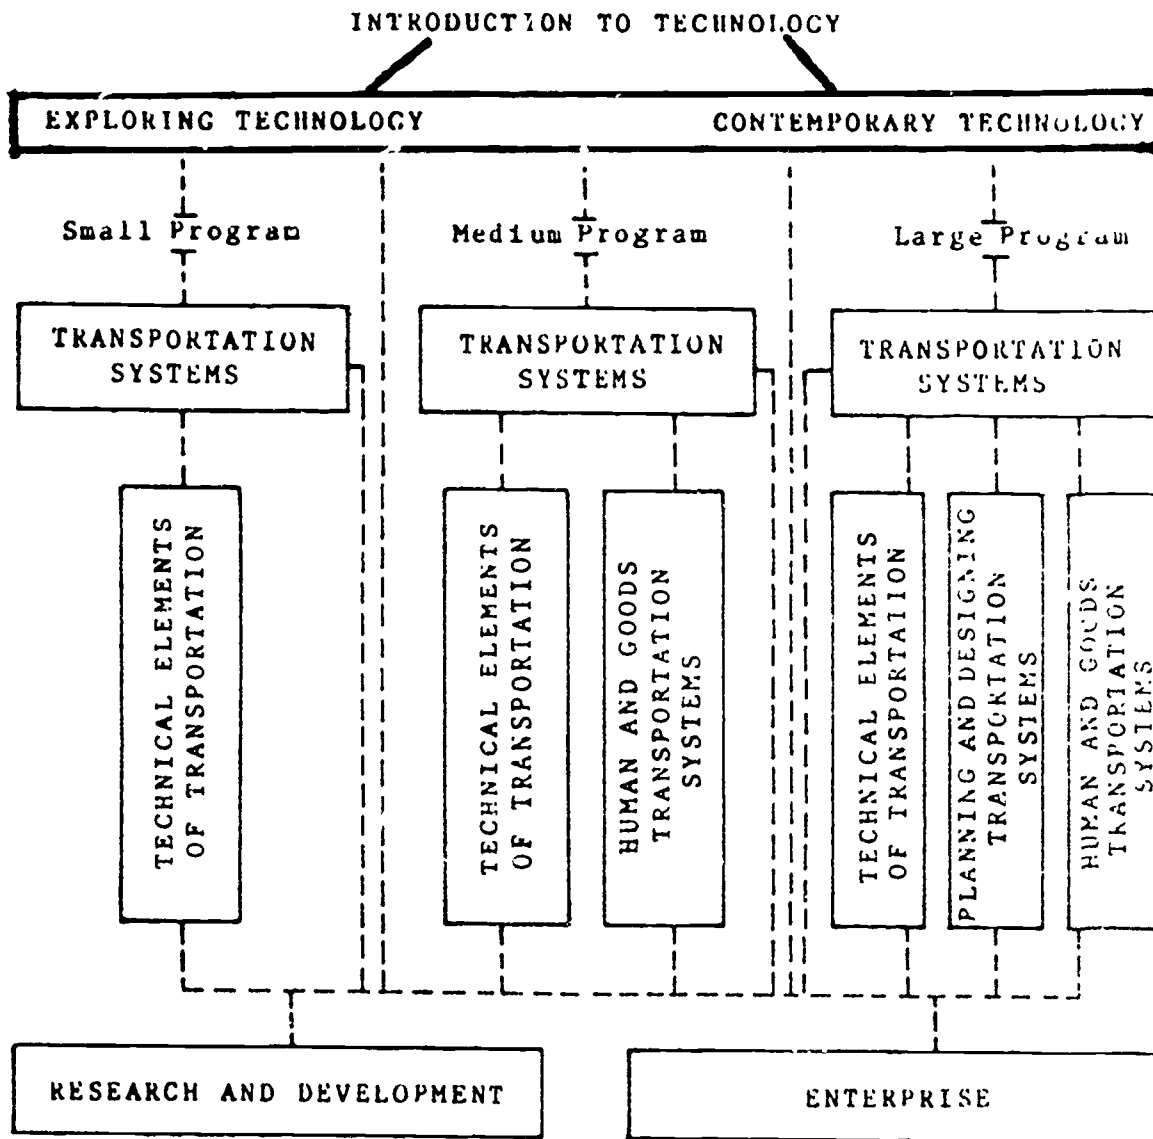 INTRODUCTION TO TECHNOLOGY
EXPLORING TECHNOLOGY
CONTEMPORARY TECHNOLOGY
Small Program
Medium Program
Large Program
TRANSPORTATION
SYSTEMS
TRANSPORTATION
SYSTEMS
TRANSPORTATION
SYSTEMS
TECHNICAL ELEMENTS
OF TRANSPORTATION
TECHNICAL ELEMENTS
OF TRANSPORTATION
HUMAN AND GOODS
TRANSPORTATION
SYSTEMS
TECHNICAL ELEMENTS
OF TRANSPORTATION
PLANNING AND DESIGNING
TRANSPORTATION
SYSTEMS
HUMAN AND GOODS
TRANSPORTATION
SYSTEMS
RESEARCH AND DEVELOPMENT
ENTERPRISE